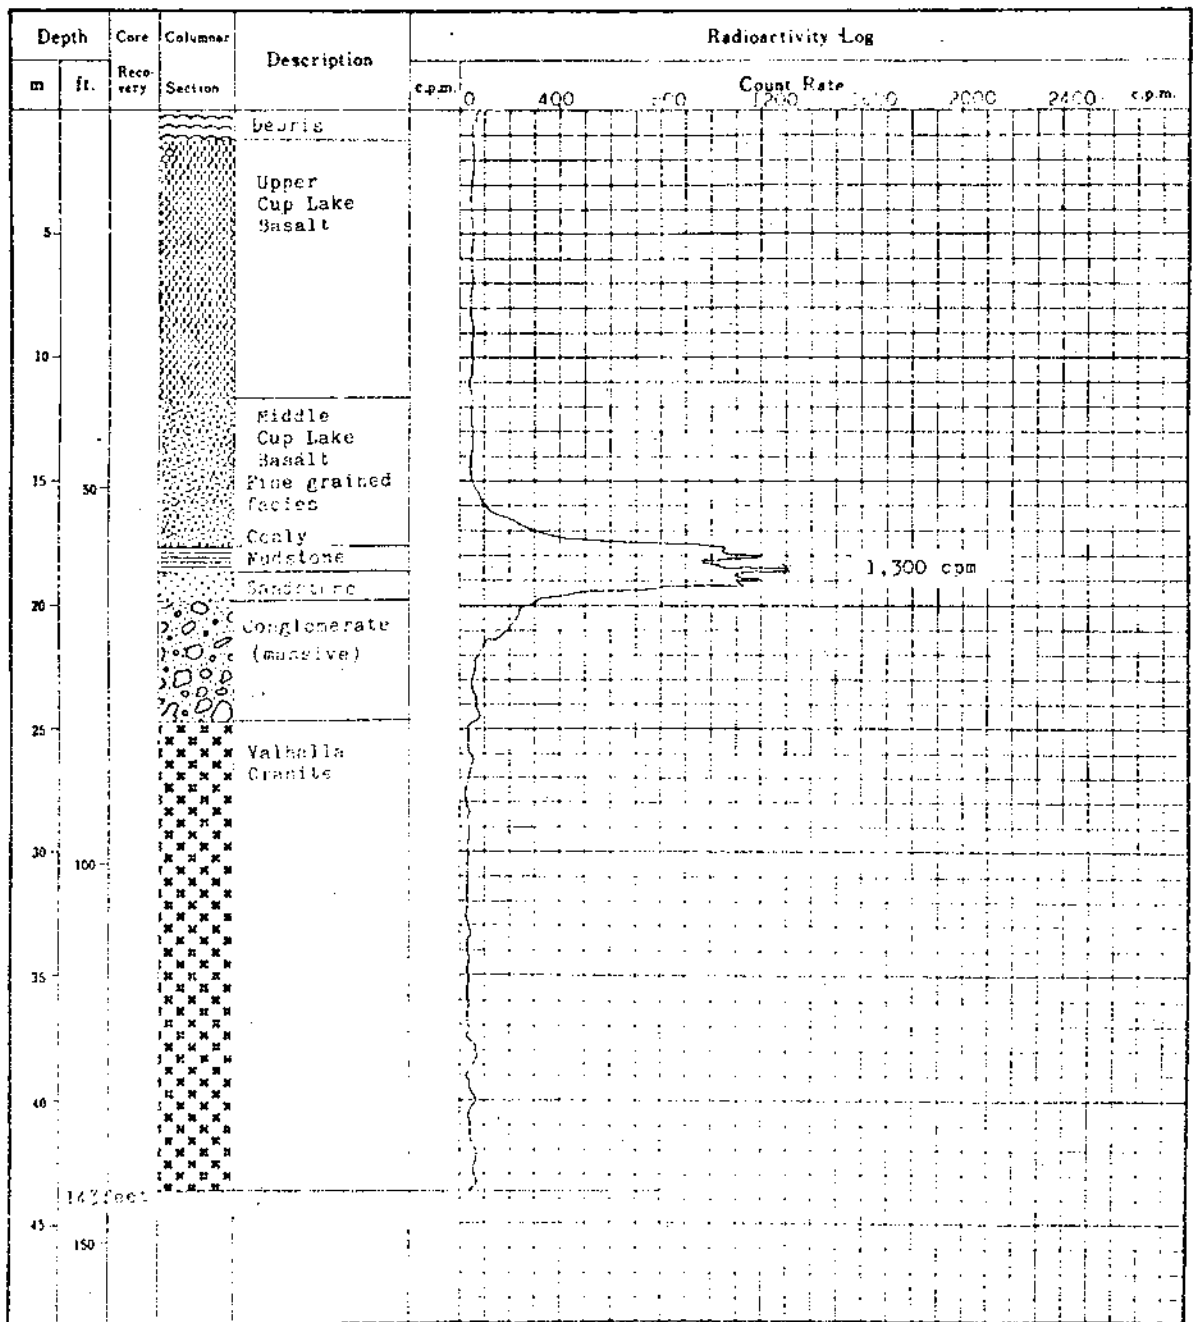 Depth
Core
Recovery
Columnar
Section
Description
Radioactivity Log
m
ft.
c.p.m.
Count Rate
c.p.m.
0
400
1200
2000
2400
Debris
Upper
Cup Lake
Basalt
5
10
Middle
Cup Lake
Basalt
Fine grained
facies
15
50
Coaly
Mudstone
1,300 cpm
Sandstone
20
Conglomerate
(massive)
25
Valhalla
Granite
30
100
35
40
143feet
45
150